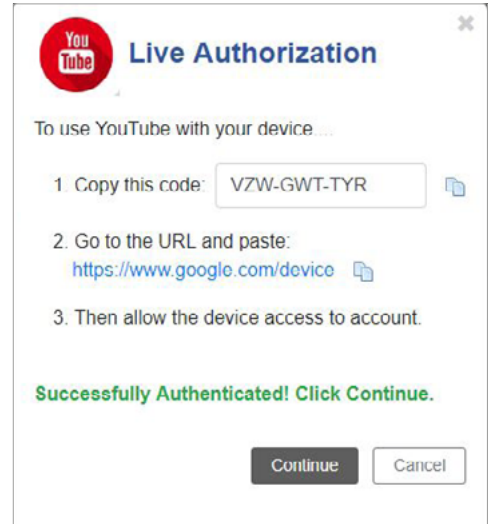 You
Tube
Live Authorization
To use YouTube with your device....
1. Copy this code: VZW-GWT-TYR
2. Go to the URL and paste:
https://www.google.com/device
3. Then allow the device access to account.
Successfully Authenticated! Click Continue.
Continue Cancel